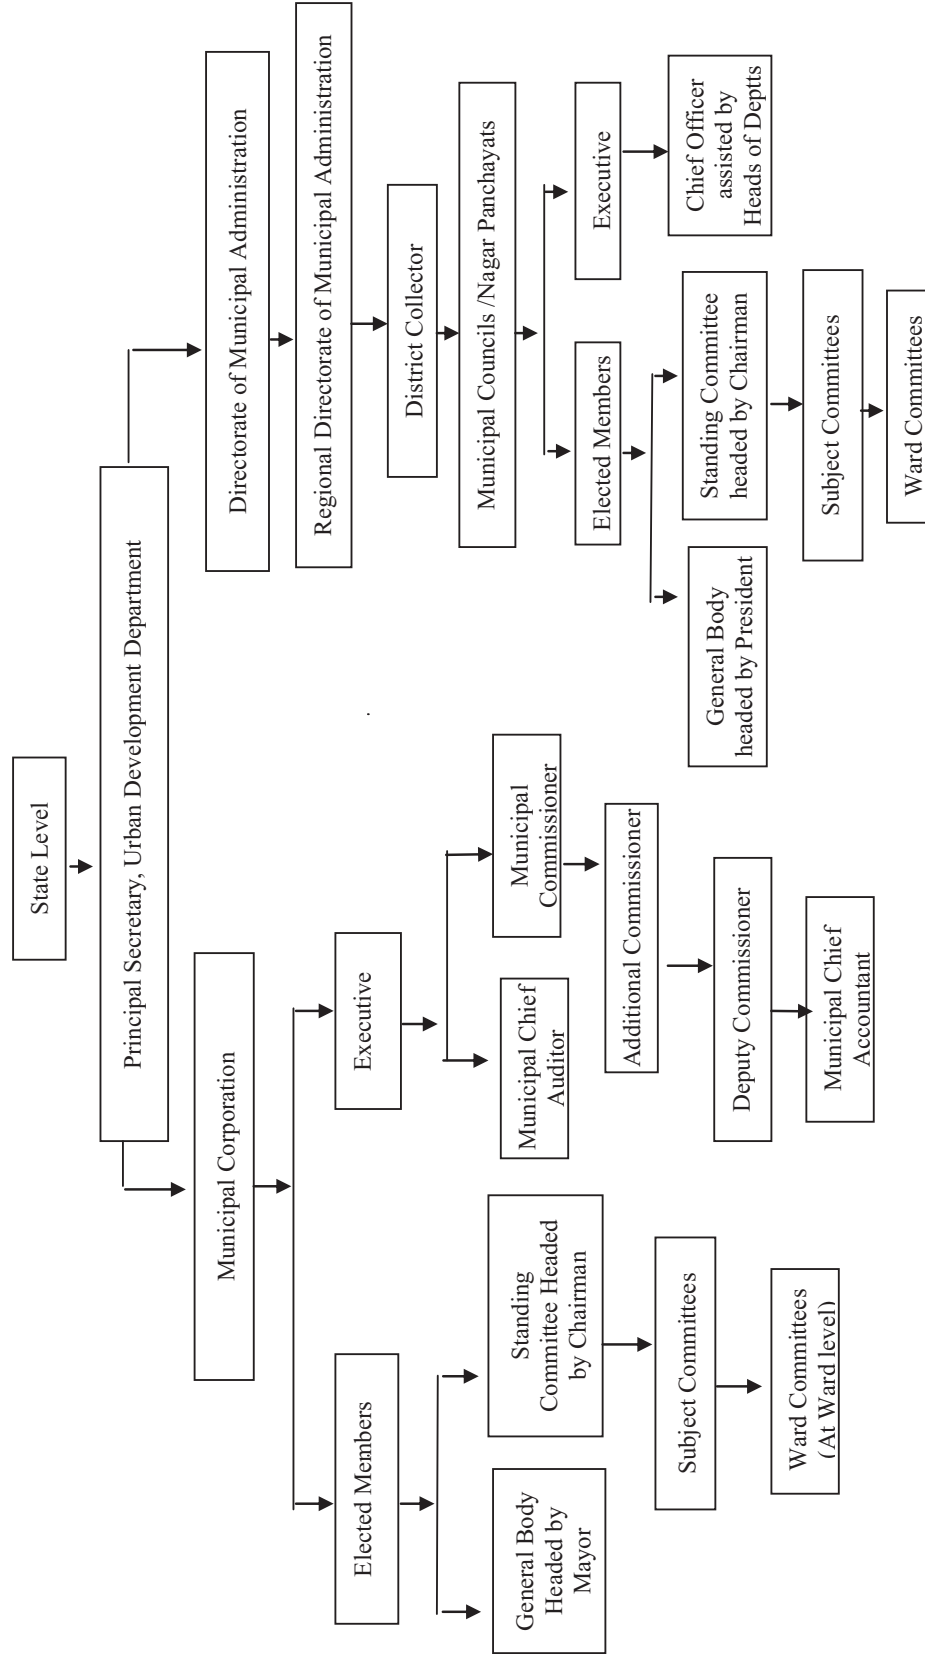 State Level
Principal Secretary, Urban Development Department
Municipal Corporation
Elected Members
General Body
Headed by
Mayor
Standing
Committee Headed
by Chairman
Subject Committees
Ward Committees
(At Ward level)
Executive
Municipal Chief
Auditor
Municipal
Commissioner
Additional Commissioner
Deputy Commissioner
Municipal Chief
Accountant
Directorate of Municipal Administration
Regional Directorate of Municipal Administration
District Collector
Municipal Councils /Nagar Panchayats
Elected Members
General Body
headed by President
Standing Committee
headed by Chairman
Subject Committees
Ward Committees
Executive
Chief Officer
assisted by
Heads of Deptts